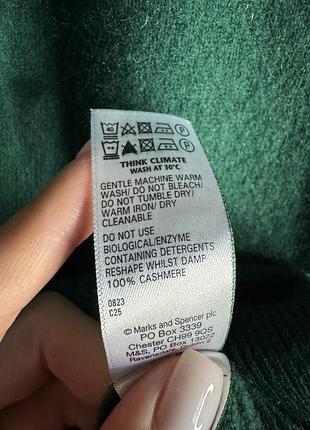 40 P
P
THINK CLIMATE
WASH AT 30°C
GENTLE MACHINE WARM
WASH/ DO NOT BLEACH/
DO NOT TUMBLE DRY/
WARM IRON/ DRY
CLEANABLE
DO NOT USE
BIOLOGICAL/ENZYME
CONTAINING DETERGENTS
RESHAPE WHILST DAMP
100% CASHMERE
0823
C25
© Marks and Spencer plc
PO Box 3339
Chester CH99 9QS
M&S, PO Box 13022